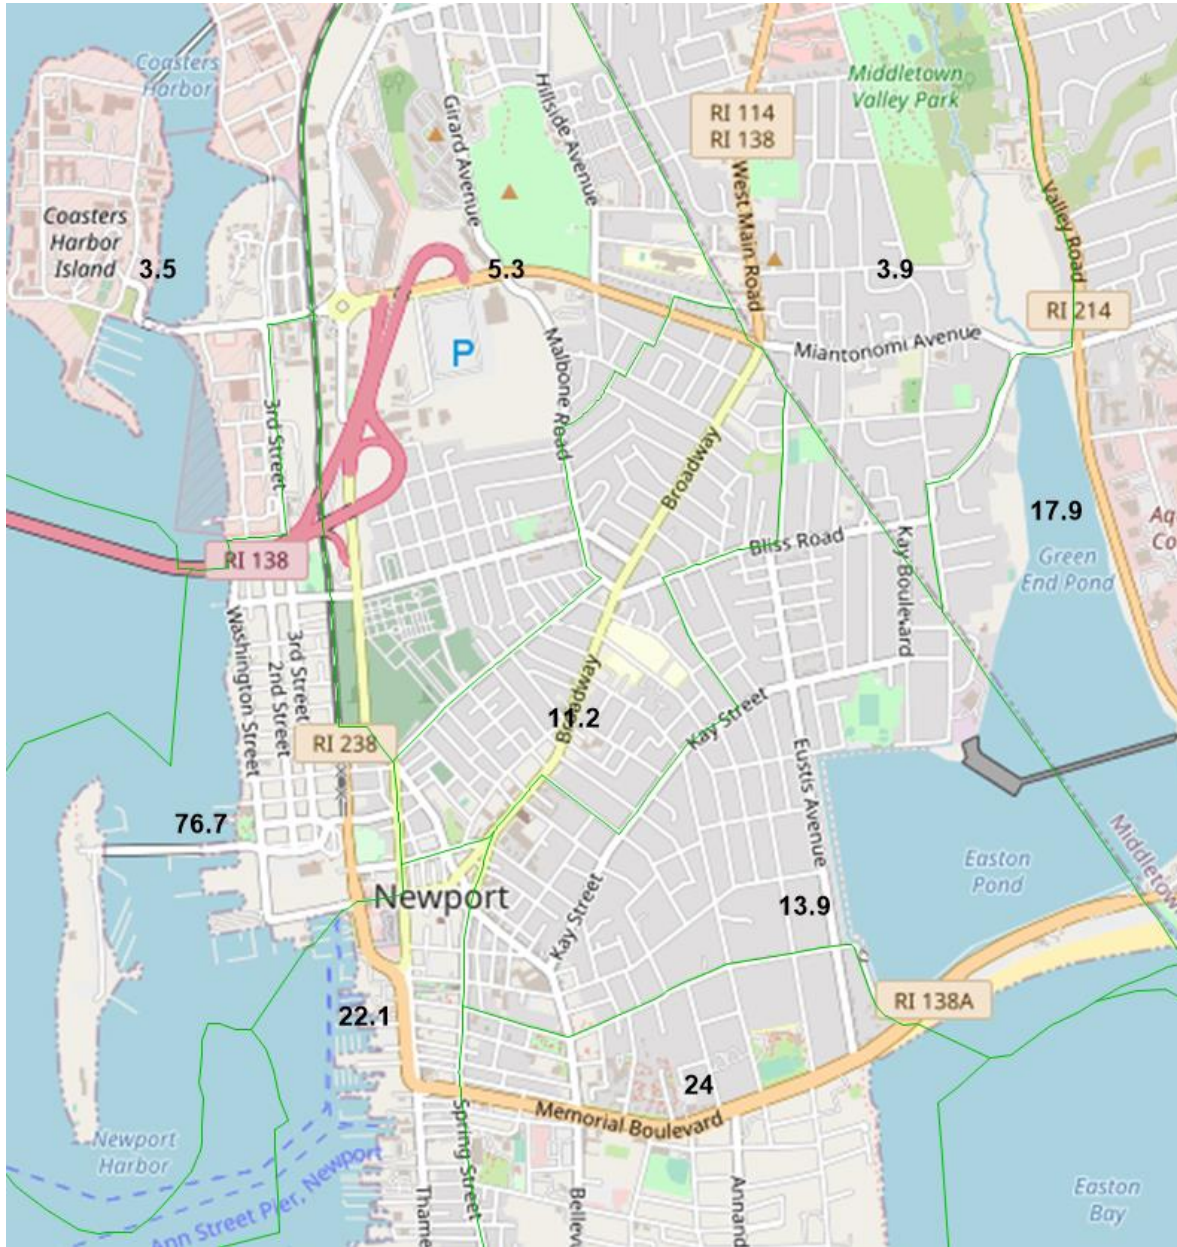 Coasters
Harbor
Middletown
Valley Park
Hillside Avenue
Girard Avenue
RI 114
RI 138
West Main Road
Valley Road
Coasters
Harbor
Island
3.5
5.3
3.9
RI 214
P
Malbone Road
Miantonomi Avenue
3rd Street
Broadway
17.9
Bliss Road
Kay Boulevard
Green
End Pond
RI 138
Washington Street
3rd Street
2nd Street
Broadway
11.2
Kay Street
RI 238
Eustis Avenue
76.7
Easton
Pond
Newport
Kay Street
13.9
RI 138A
22.1
24
Memorial Boulevard
Spring Street
Newport
Harbor
Ann Street Pier, Newport
Thame
Bellev
Annand
Easton
Bay